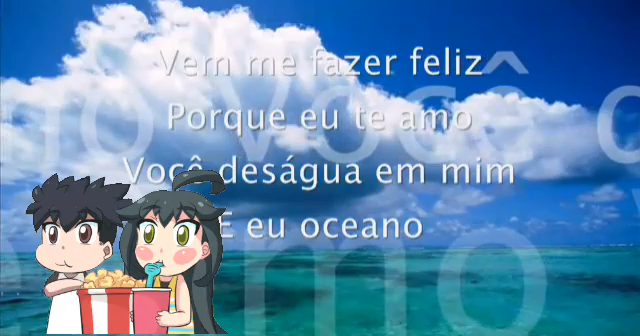 Vem me fazer feliz
Porque eu te amo
Você deságua em mim
E eu oceano